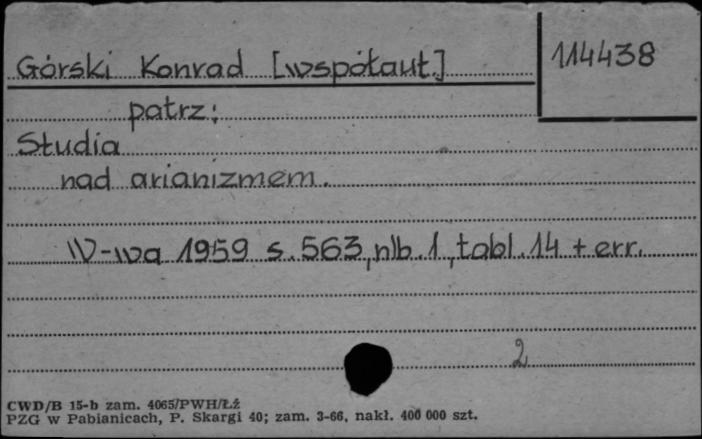 Górski Konrad [współaut.]
114438
patrz:
Studia
nad arianizmem.
W-wa 1959 s. 563, nlb. 1, tabl. 14 + err.
2
CWD/B 15-b zam. 4065/PWH/Łź
PZG w Pabianicach, P. Skargi 40; zam. 3-66, nakł. 400 000 szt.